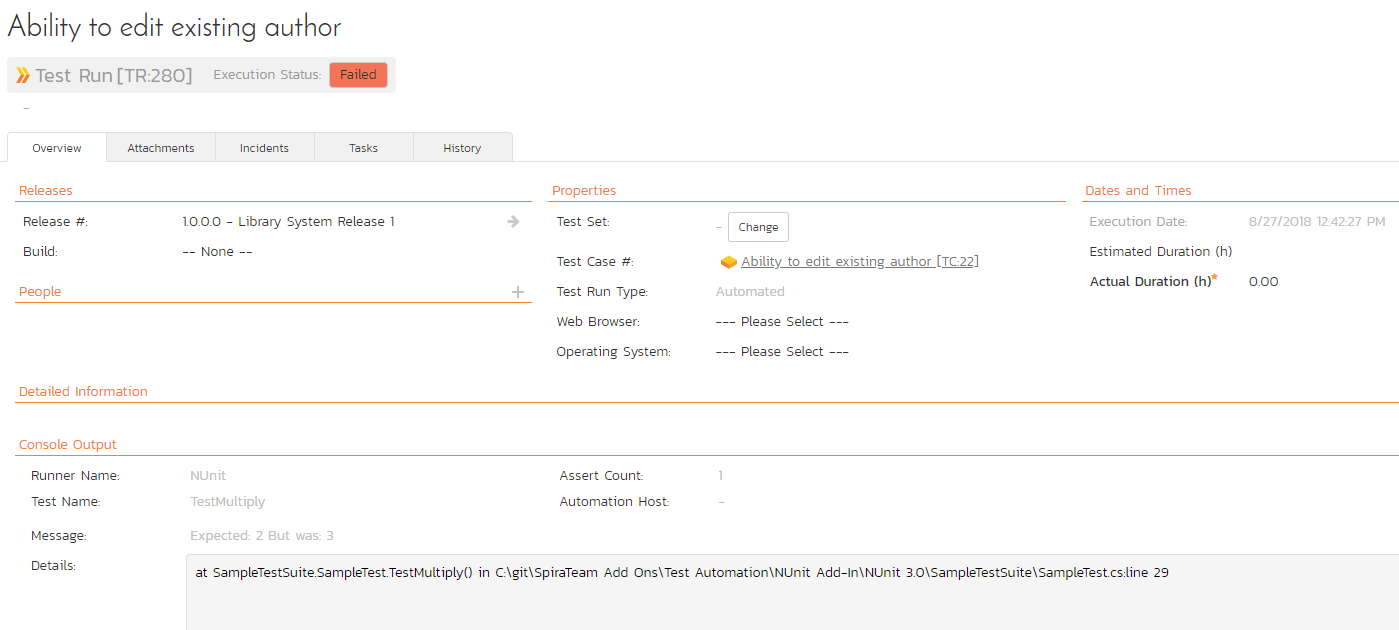 Ability to edit existing author
Test Run [TR:280] Execution Status: Failed
–
Overview Attachments Incidents Tasks History
Releases
Release #: 1.0.0.0 - Library System Release 1
Build: -- None --
People
Properties
Test Set: – Change
Test Case #: Ability to edit existing author [TC:22]
Test Run Type: Automated
Web Browser: --- Please Select ---
Operating System: --- Please Select ---
Dates and Times
Execution Date: 8/27/2018 12:42:27 PM
Estimated Duration (h)
Actual Duration (h)* 0.00
Detailed Information
Console Output
Runner Name: NUnit Assert Count: 1
Test Name: TestMultiply Automation Host: –
Message: Expected: 2 But was: 3
Details: at SampleTestSuite.SampleTest.TestMultiply() in C:\git\SpiraTeam Add Ons\Test Automation\NUnit Add-In\NUnit 3.0\SampleTestSuite\SampleTest.cs:line 29